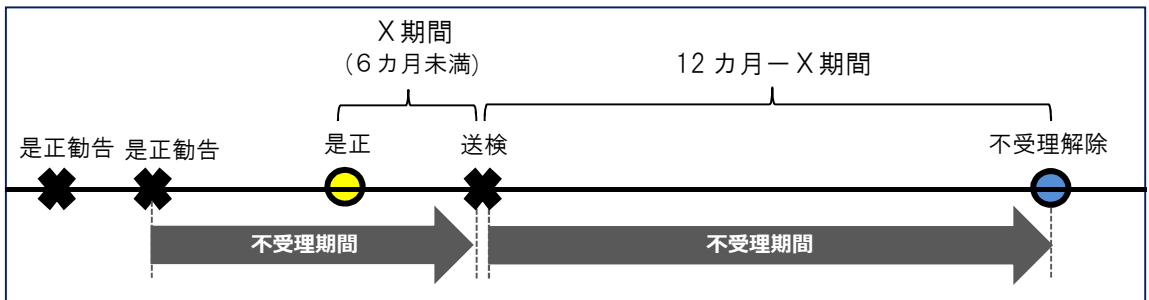 X期間
(6カ月未満)
12カ月－X期間
是正勧告
是正勧告
是正
送検
不受理解除
不受理期間
不受理期間